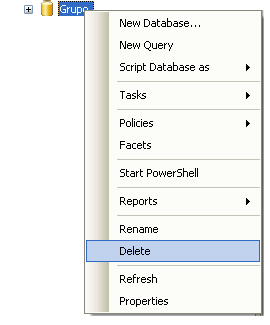 Grupo
New Database...
New Query
Script Database as
Tasks
Policies
Facets
Start PowerShell
Reports
Rename
Delete
Refresh
Properties